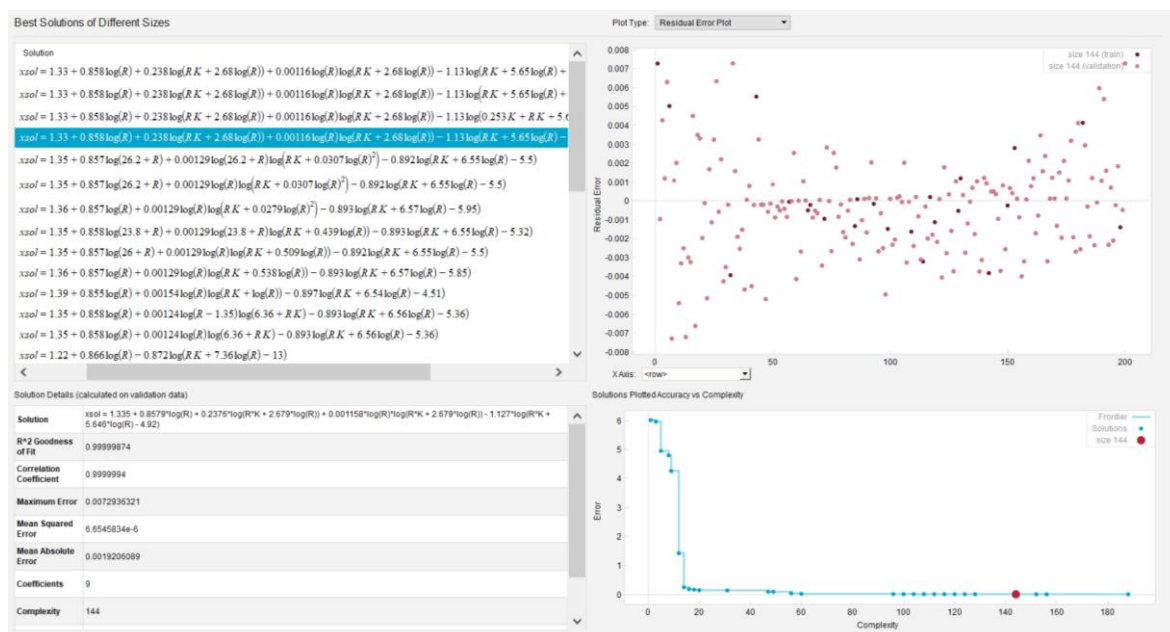 Best Solutions of Different Sizes
Plot Type: Residual Error Plot
Solution
xsol = 1.33 + 0.858log(R) + 0.238log(RK + 2.68log(R)) + 0.00116log(R)log(RK + 2.68log(R)) − 1.13log(RK + 5.65log(R) +
xsol = 1.33 + 0.858log(R) + 0.238log(RK + 2.68log(R)) + 0.00116log(R)log(RK + 2.68log(R)) − 1.13log(RK + 5.65log(R) +
xsol = 1.33 + 0.858log(R) + 0.238log(RK + 2.68log(R)) + 0.00116log(R)log(RK + 2.68log(R)) − 1.13log(0.253K + RK + 5.6
xsol = 1.33 + 0.858log(R) + 0.238log(RK + 2.68log(R)) + 0.00116log(R)log(RK + 2.68log(R)) − 1.13log(RK + 5.65log(R) −
xsol = 1.35 + 0.857log(26.2 + R) + 0.00129log(26.2 + R)log(RK + 0.0307log(R)²) − 0.892log(RK + 6.55log(R) − 5.5)
xsol = 1.35 + 0.857log(26.2 + R) + 0.00129log(R)log(RK + 0.0307log(R)²) − 0.892log(RK + 6.55log(R) − 5.5)
xsol = 1.36 + 0.857log(R) + 0.00129log(R)log(RK + 0.0279log(R)²) − 0.893log(RK + 6.57log(R) − 5.95)
xsol = 1.35 + 0.858log(23.8 + R) + 0.00129log(23.8 + R)log(RK + 0.439log(R)) − 0.893log(RK + 6.55log(R) − 5.32)
xsol = 1.35 + 0.857log(26 + R) + 0.00129log(R)log(RK + 0.509log(R)) − 0.892log(RK + 6.55log(R) − 5.5)
xsol = 1.36 + 0.857log(R) + 0.00129log(R)log(RK + 0.538log(R)) − 0.893log(RK + 6.57log(R) − 5.85)
xsol = 1.39 + 0.855log(R) + 0.00154log(R)log(RK + log(R)) − 0.897log(RK + 6.54log(R) − 4.51)
xsol = 1.35 + 0.858log(R) + 0.00124log(R − 1.35)log(6.36 + RK) − 0.893log(RK + 6.56log(R) − 5.36)
xsol = 1.35 + 0.858log(R) + 0.00124log(R)log(6.36 + RK) − 0.893log(RK + 6.56log(R) − 5.36)
xsol = 1.22 + 0.866log(R) − 0.872log(RK + 7.36log(R) − 13)
size 144 (train)
size 144 (validation)
Residual Error
0.008
0.007
0.006
0.005
0.004
0.003
0.002
0.001
0
-0.001
-0.002
-0.003
-0.004
-0.005
-0.006
-0.007
-0.008
0 50 100 150 200
X Axis: <row>
Solution Details (calculated on validation data)
Solution
xsol = 1.335 + 0.8579*log(R) + 0.2376*log(R*K + 2.679*log(R)) + 0.001158*log(R)*log(R*K + 2.679*log(R)) - 1.127*log(R*K +
5.646*log(R) - 4.92)
R^2 Goodness
of Fit
0.99999874
Correlation
Coefficient
0.9999994
Maximum Error 0.0072936321
Mean Squared
Error
6.6545834e-6
Mean Absolute
Error
0.0019206089
Coefficients 9
Complexity 144
Solutions Plotted Accuracy vs Complexity
Frontier
Solutions
size 144
Error
6
5
4
3
2
1
0
0 20 40 60 80 100 120 140 160 180
Complexity